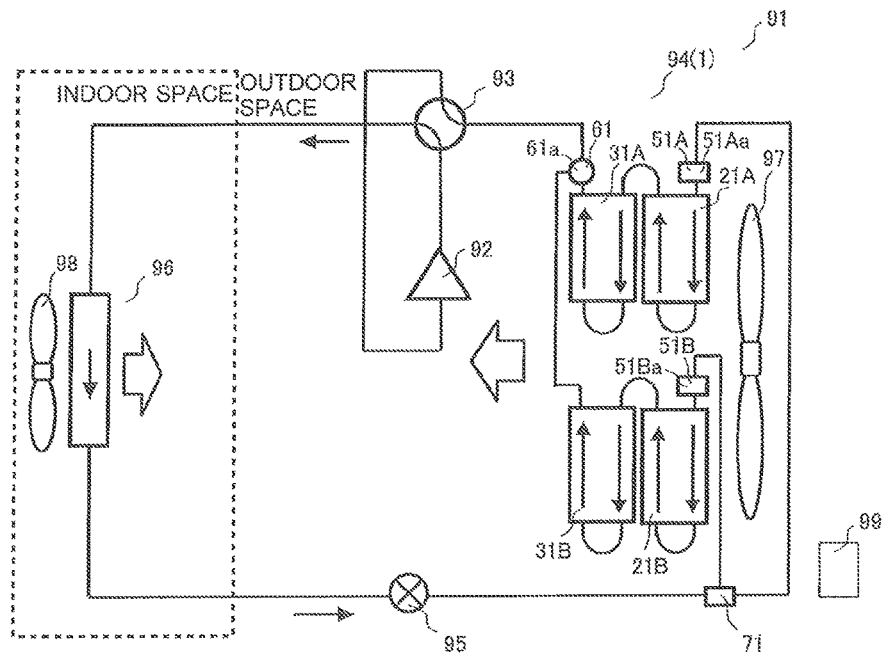 91
94(1)
INDOOR SPACE
OUTDOOR SPACE
93
61
61a
31A
51A
51Aa
21A
97
98
96
92
51B
51Ba
31B
21B
99
95
71